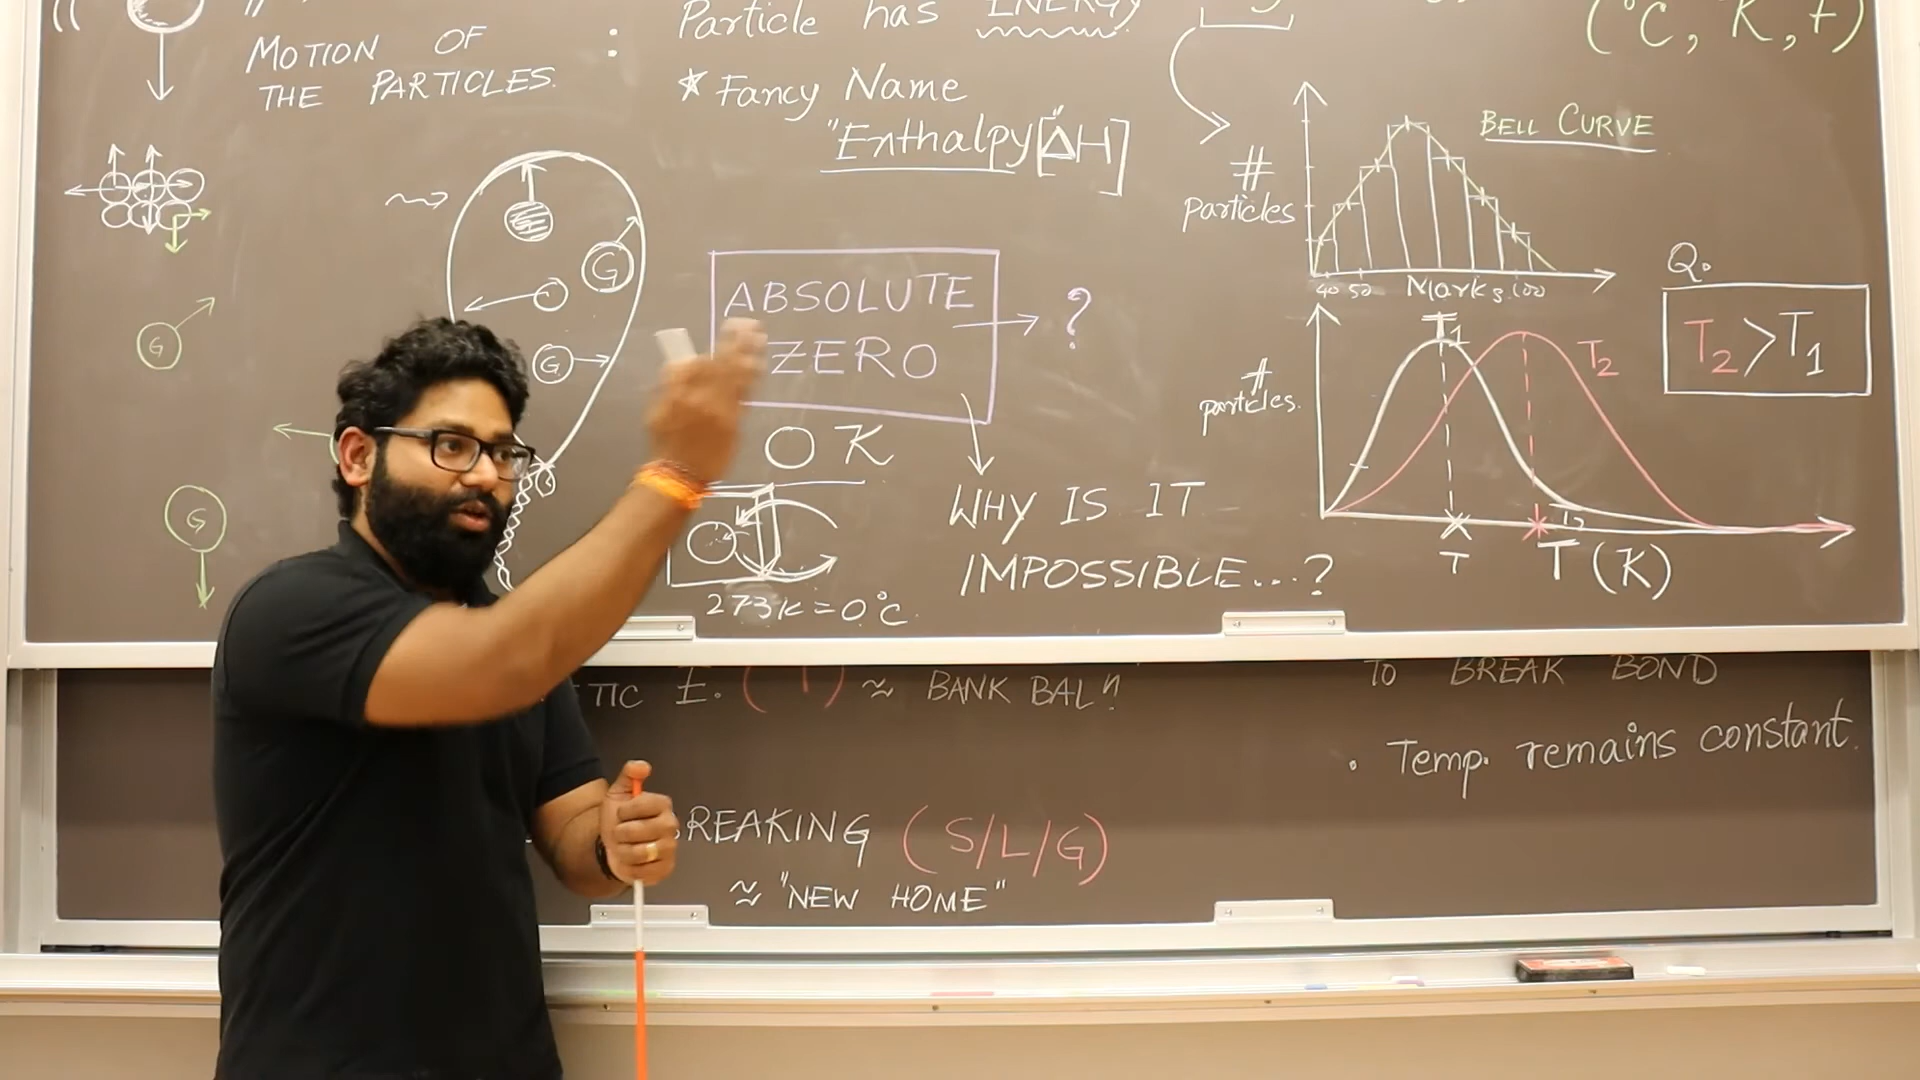 MOTION OF
THE PARTICLES.
:
Particle has ENERGY
* Fancy Name
"Enthalpy" [ΔH]
(°C, K, F)
BELL CURVE
#
particles
40 50 Marks 100
G
G
G
G
ABSOLUTE
ZERO
?
0 K
273K = 0°C
WHY IS IT
IMPOSSIBLE...?
#
particles.
T1
T2
T
T (K)
Q.
T2 > T1
TIC E. ( T ) ≈ BANK BAL
TO BREAK BOND
• Temp. remains constant.
REAKING (S/L/G)
≈ "NEW HOME"